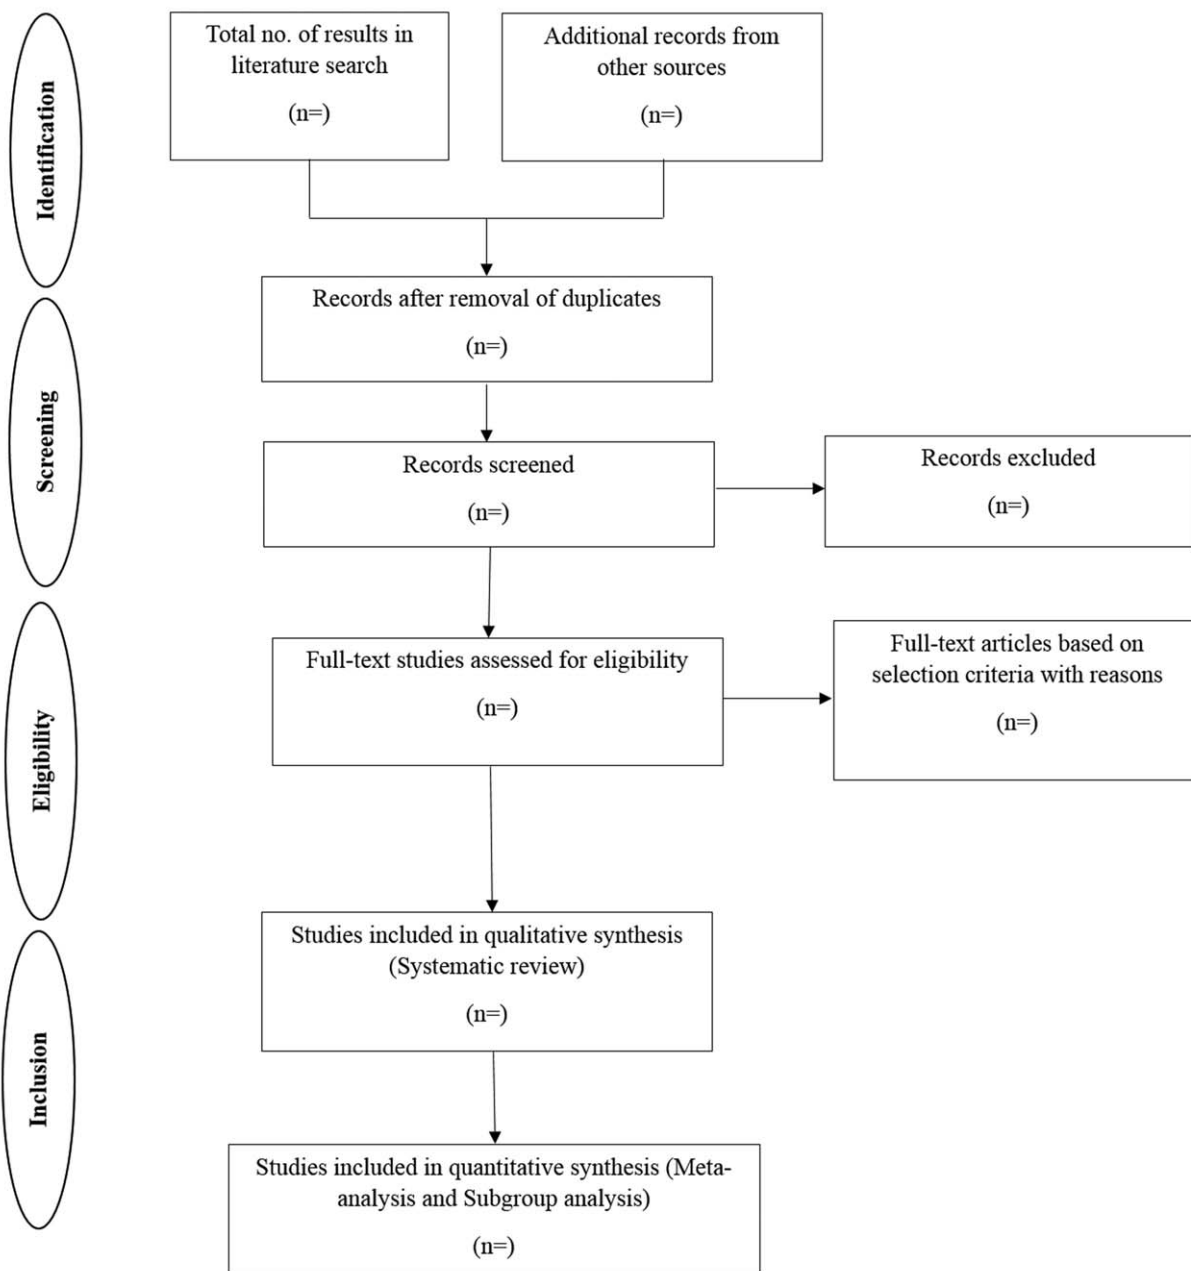 Identification
Total no. of results in
literature search
(n=)
Additional records from
other sources
(n=)
Records after removal of duplicates
(n=)
Screening
Records screened
(n=)
Records excluded
(n=)
Eligibility
Full-text studies assessed for eligibility
(n=)
Full-text articles based on
selection criteria with reasons
(n=)
Inclusion
Studies included in qualitative synthesis
(Systematic review)
(n=)
Studies included in quantitative synthesis (Meta-
analysis and Subgroup analysis)
(n=)